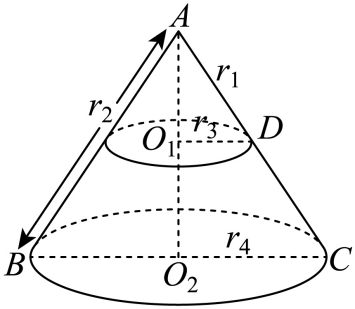 A
r₁
r₂
O₁ r₃ D
B r₄ C
O₂